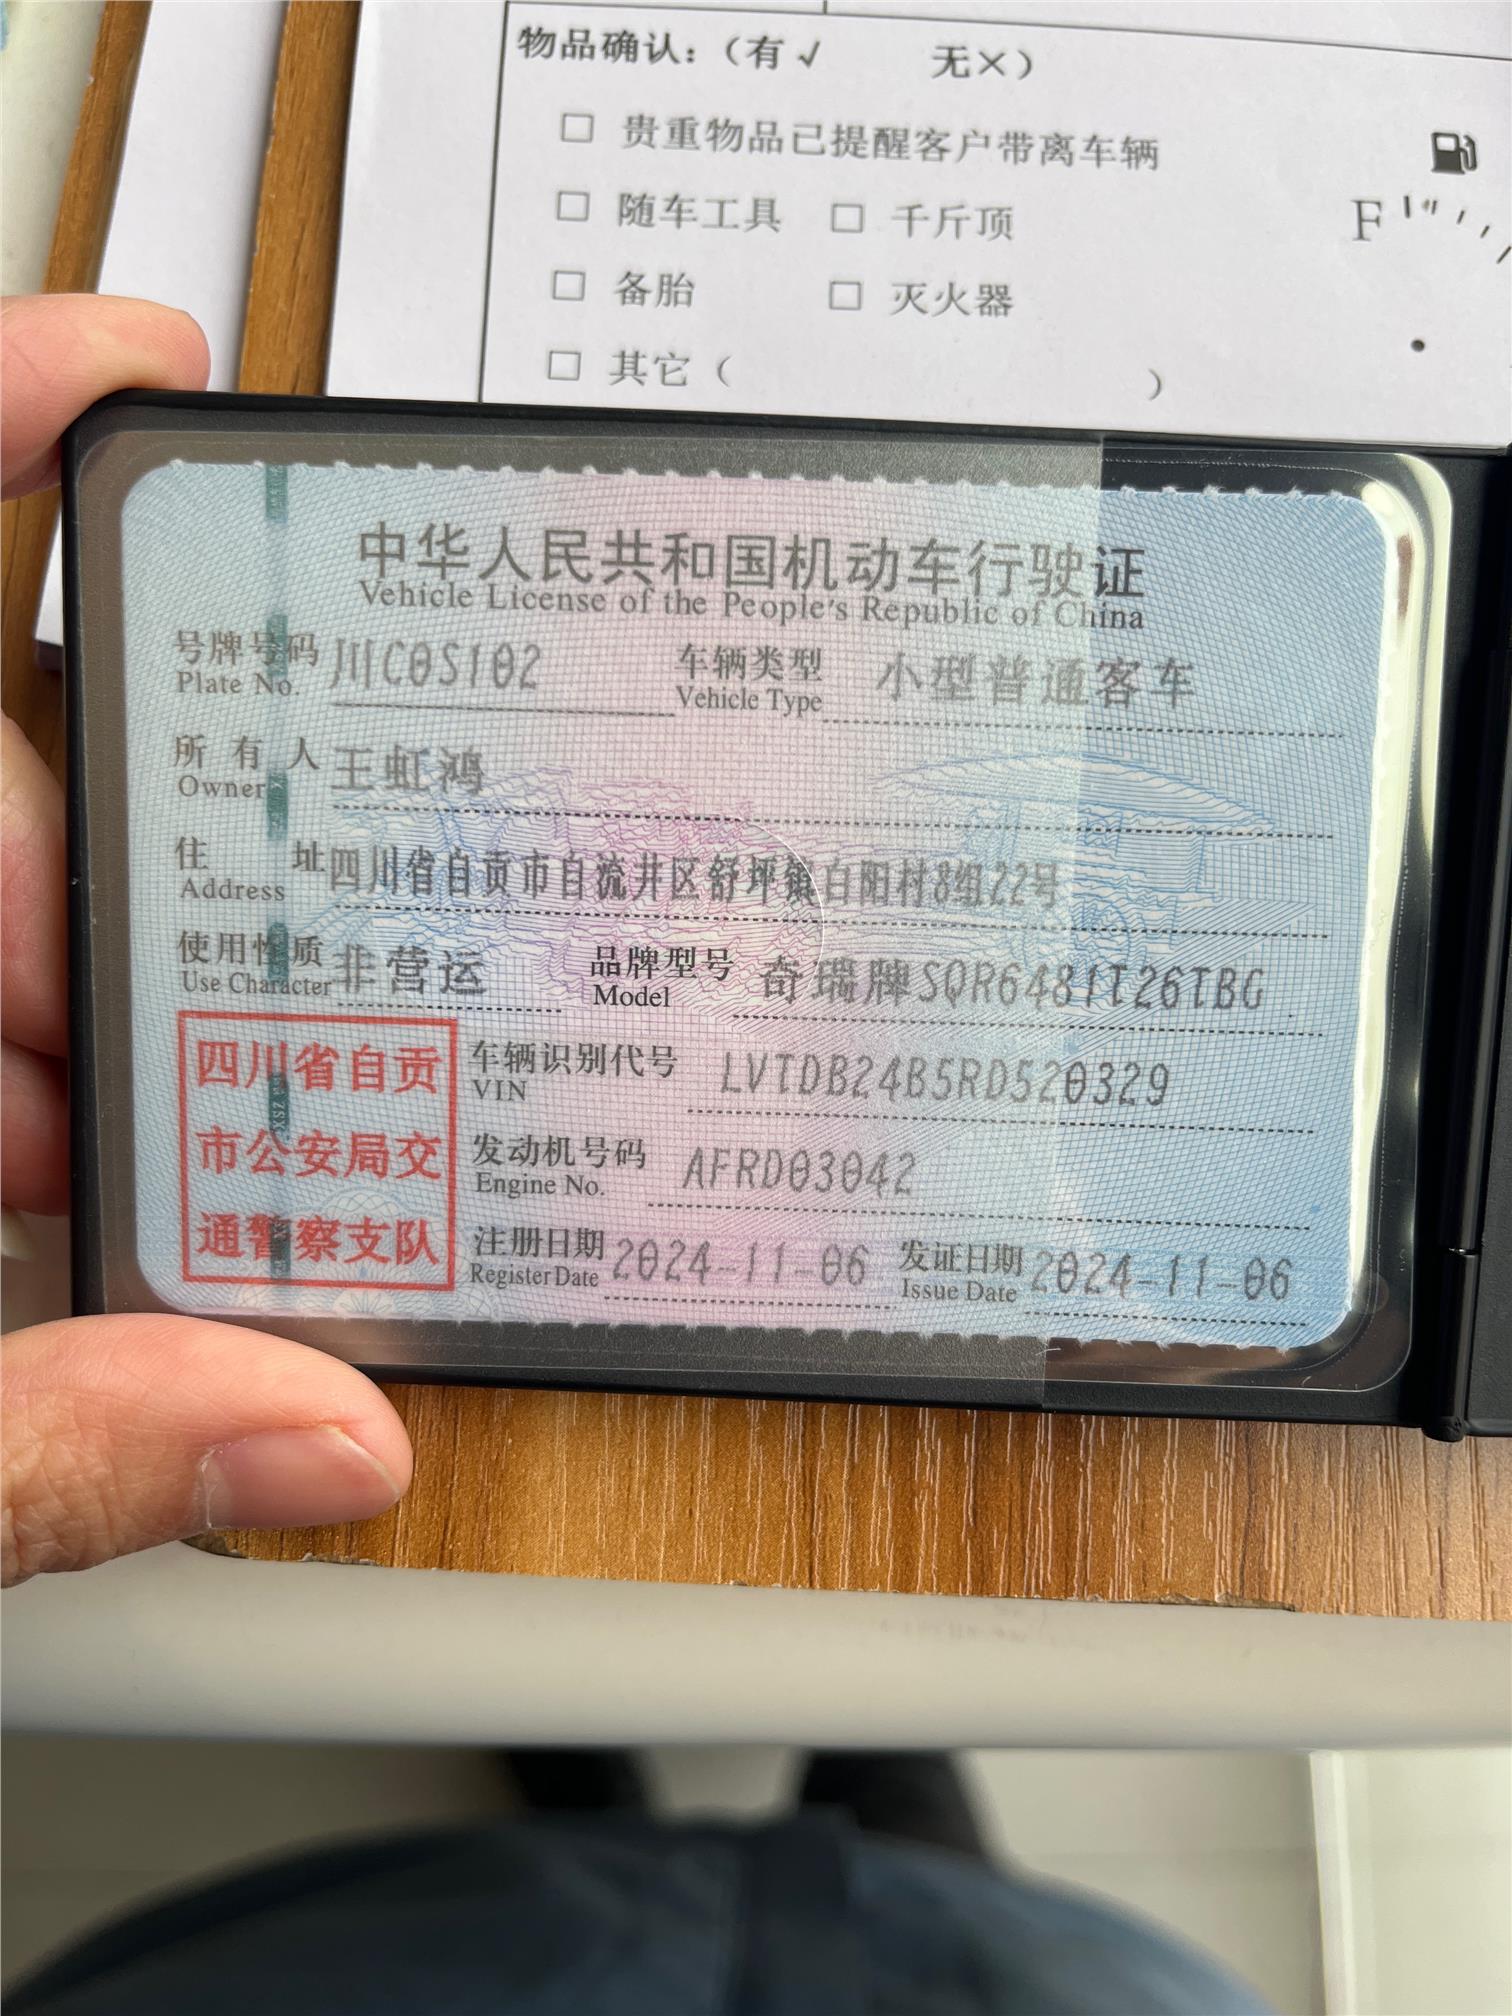 物品确认：（有√ 无×）
□ 贵重物品已提醒客户带离车辆
□ 随车工具 □ 千斤顶
F
□ 备胎 □ 灭火器
□ 其它（ ）
中华人民共和国机动车行驶证
Vehicle License of the People's Republic of China
号牌号码 川C0S102 车辆类型 小型普通客车
Plate No. Vehicle Type
所有人 王虹鸿
Owner
住址 四川省自贡市自流井区舒坪镇白阳村8组22号
Address
使用性质 非营运 品牌型号 奇瑞牌SQR6481T26TBG
Use Character Model
四川省自贡
市公安局交
通警察支队
车辆识别代号 LVTDB24B5RD520329
VIN
发动机号码 AFRD03042
Engine No.
注册日期 2024-11-06 发证日期 2024-11-06
Register Date Issue Date